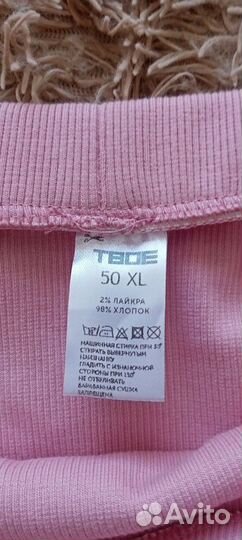 ТВОЕ
50 XL
2% ЛАЙКРА
98% ХЛОПОК
МАШИННАЯ СТИРКА ПРИ 30°
СТИРАТЬ ВЫВЕРНУТЫМ
НАИЗНАНКУ
ГЛАДИТЬ С ИЗНАНОЧНОЙ
СТОРОНЫ ПРИ 110°
НЕ ОТБЕЛИВАТЬ
БАРАБАННАЯ СУШКА
ЗАПРЕЩЕНА
Avito